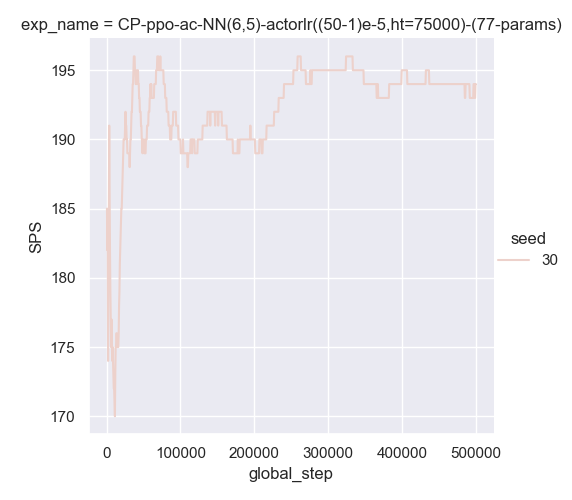 exp_name = CP-ppo-ac-NN(6,5)-actorlr((50-1)e-5,ht=75000)-(77-params)
195
190
185
180
175
170
SPS
0 100000 200000 300000 400000 500000
global_step
seed
30